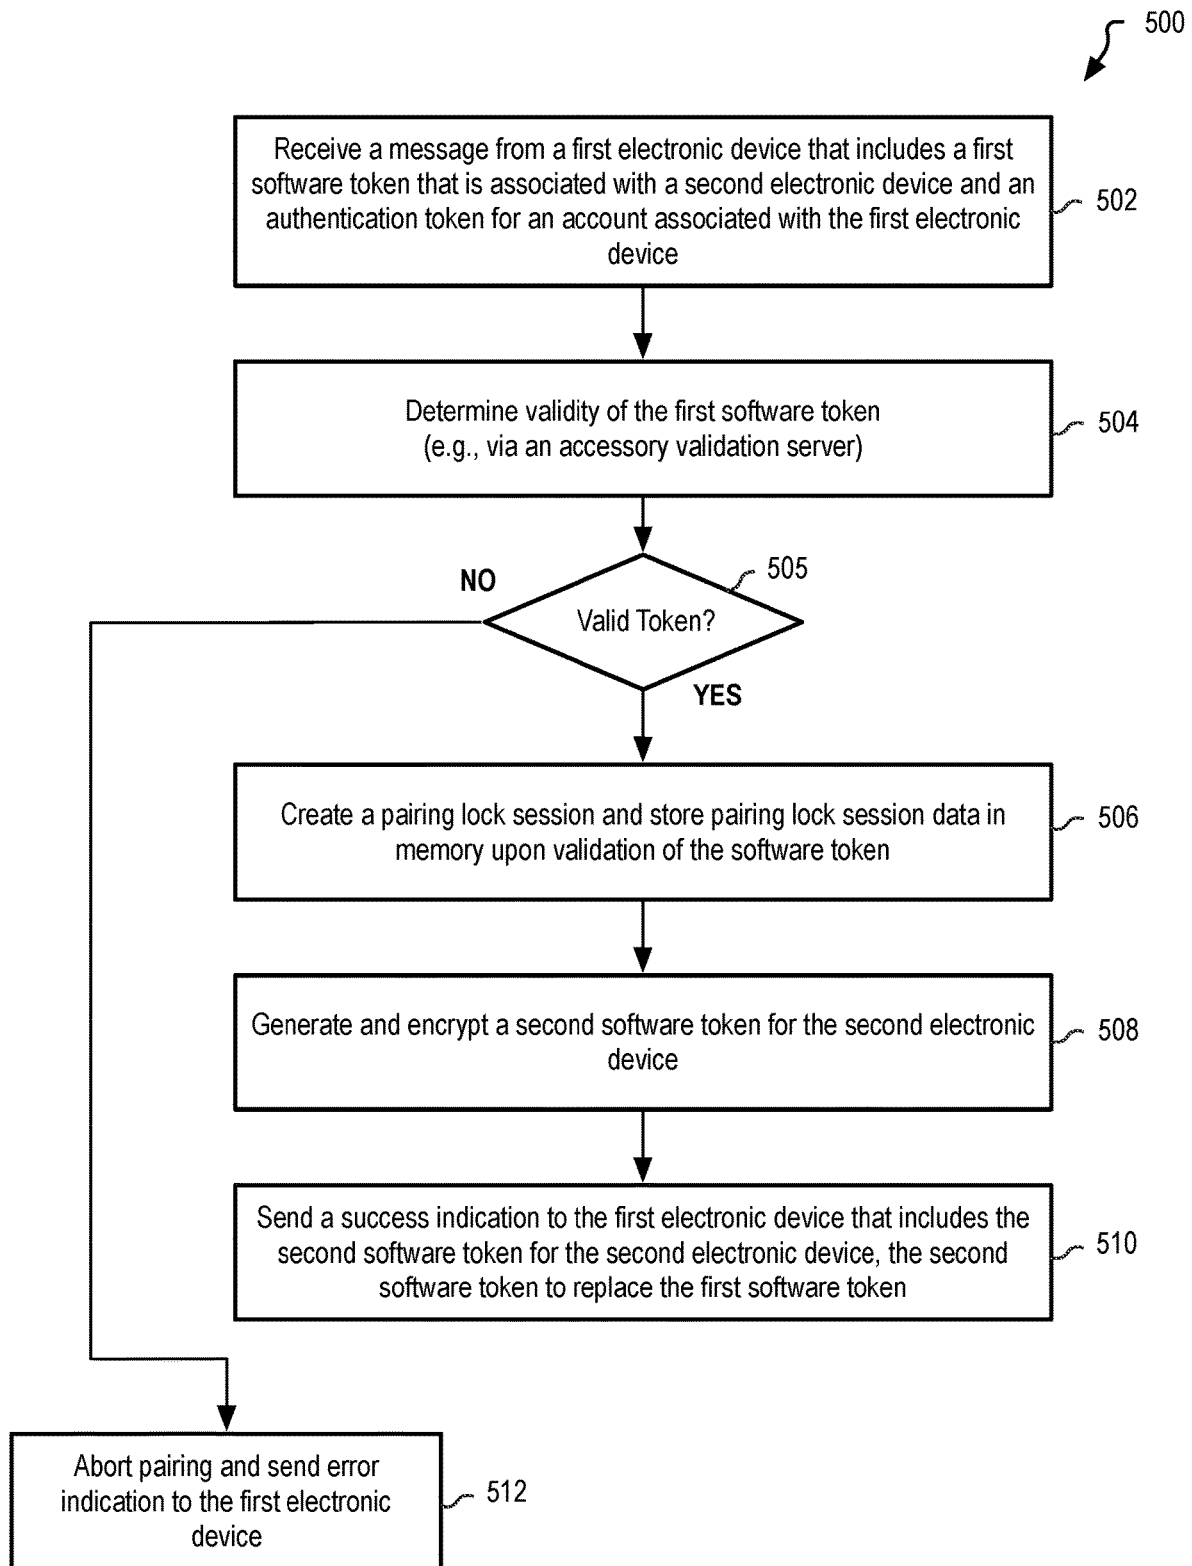 500
Receive a message from a first electronic device that includes a first
software token that is associated with a second electronic device and an
authentication token for an account associated with the first electronic
device
502
Determine validity of the first software token
(e.g., via an accessory validation server)
504
505
NO
Valid Token?
YES
Create a pairing lock session and store pairing lock session data in
memory upon validation of the software token
506
Generate and encrypt a second software token for the second electronic
device
508
Send a success indication to the first electronic device that includes the
second software token for the second electronic device, the second
software token to replace the first software token
510
Abort pairing and send error
indication to the first electronic
device
512